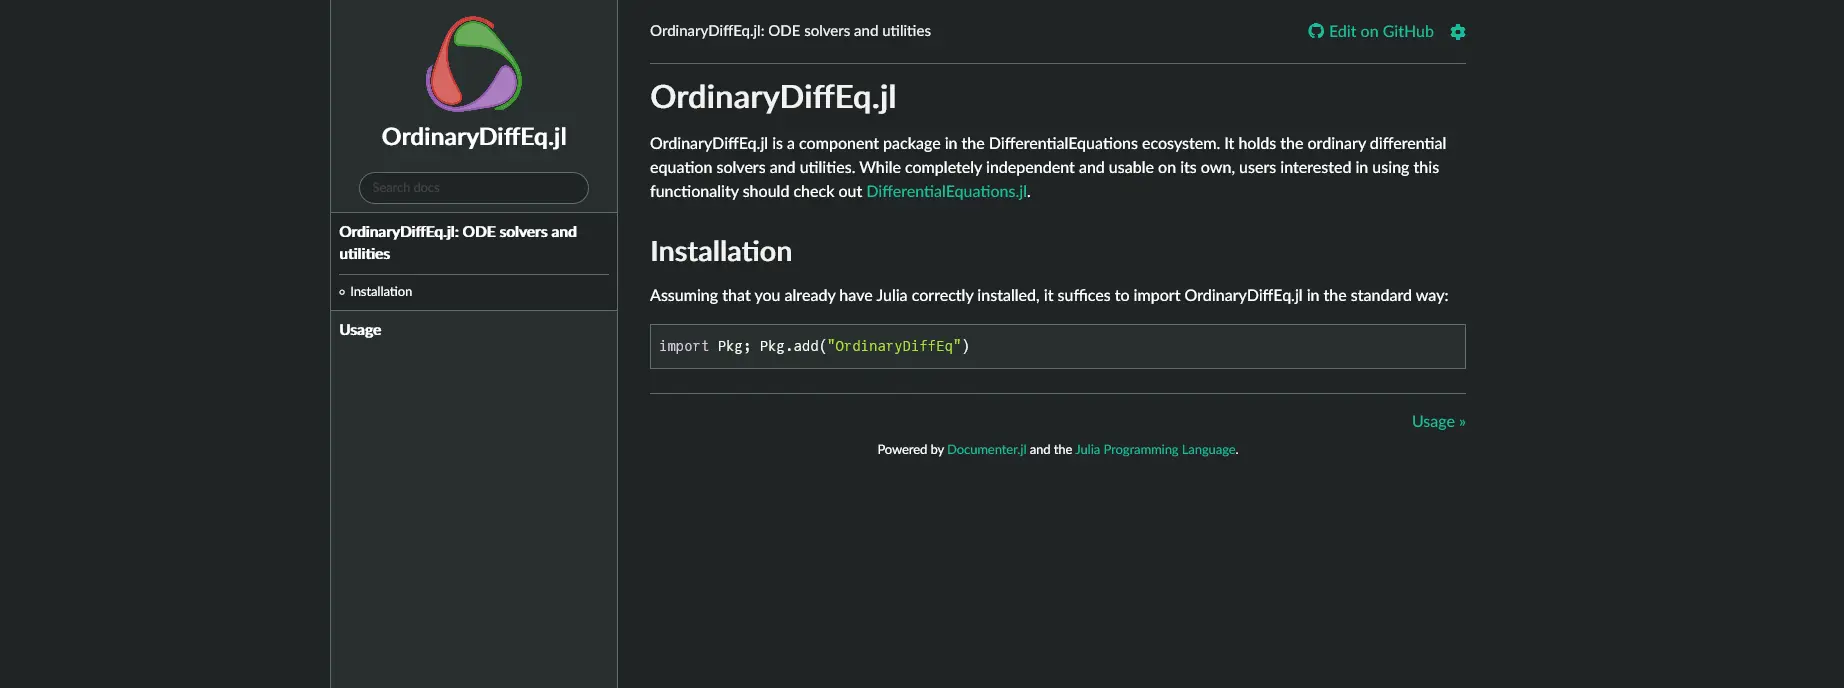 OrdinaryDiffEq.jl
Search docs
OrdinaryDiffEq.jl: ODE solvers and
utilities
Installation
Usage
OrdinaryDiffEq.jl: ODE solvers and utilities
Edit on GitHub
OrdinaryDiffEq.jl
OrdinaryDiffEq.jl is a component package in the DifferentialEquations ecosystem. It holds the ordinary differential
equation solvers and utilities. While completely independent and usable on its own, users interested in using this
functionality should check out DifferentialEquations.jl.
Installation
Assuming that you already have Julia correctly installed, it suffices to import OrdinaryDiffEq.jl in the standard way:
import Pkg; Pkg.add("OrdinaryDiffEq")
Usage »
Powered by Documenter.jl and the Julia Programming Language.